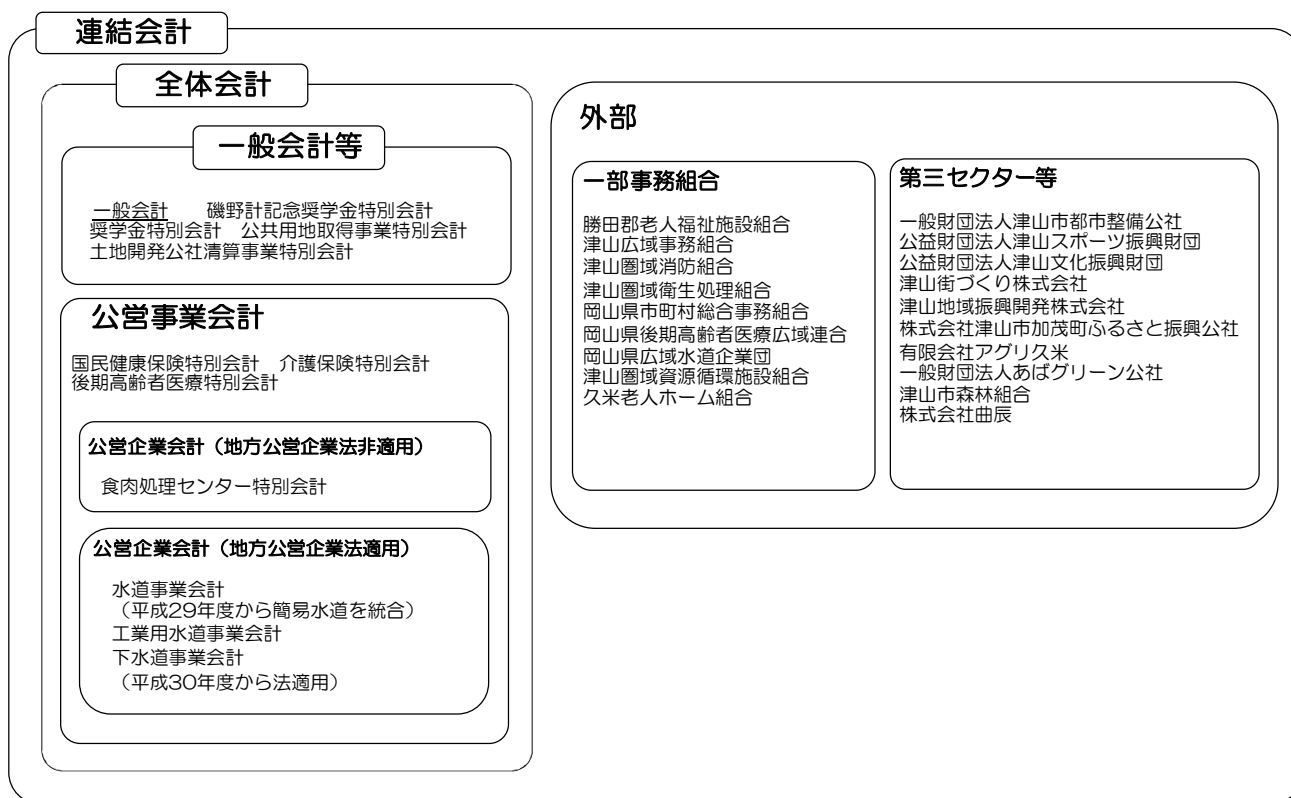 連結会計
全体会計
一般会計等
一般会計　磯野計記念奨学金特別会計
奨学金特別会計　公共用地取得事業特別会計
土地開発公社清算事業特別会計
公営事業会計
国民健康保険特別会計　介護保険特別会計
後期高齢者医療特別会計
公営企業会計（地方公営企業法非適用）
食肉処理センター特別会計
公営企業会計（地方公営企業法適用）
水道事業会計
（平成29年度から簡易水道を統合）
工業用水道事業会計
下水道事業会計
（平成30年度から法適用）
外部
一部事務組合
勝田郡老人福祉施設組合
津山広域事務組合
津山圏域消防組合
津山圏域衛生処理組合
岡山県市町村総合事務組合
岡山県後期高齢者医療広域連合
岡山県広域水道企業団
津山圏域資源循環施設組合
久米老人ホーム組合
第三セクター等
一般財団法人津山市都市整備公社
公益財団法人津山スポーツ振興財団
公益財団法人津山文化振興財団
津山街づくり株式会社
津山地域振興開発株式会社
株式会社津山市加茂町ふるさと振興公社
有限会社アグリ久米
一般財団法人あばグリーン公社
津山市森林組合
株式会社曲辰